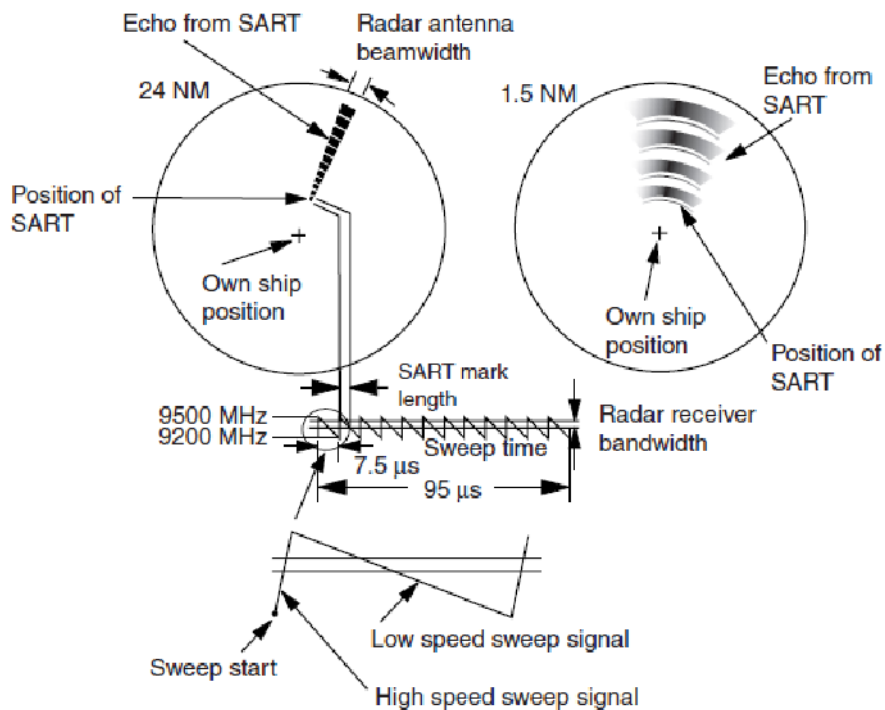 Echo from SART
Radar antenna
beamwidth
24 NM
Position of
SART
Own ship
position
1.5 NM
Echo from
SART
Own ship
position
Position of
SART
SART mark
length
9500 MHz
9200 MHz
Sweep time
Radar receiver
bandwidth
7.5 µs
95 µs
Low speed sweep signal
Sweep start
High speed sweep signal